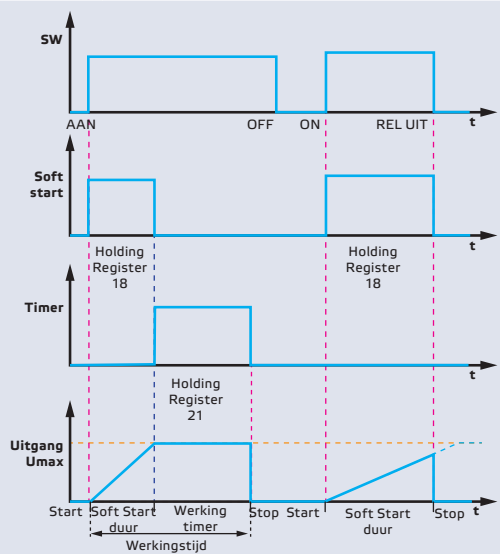 SW
AAN
OFF
ON
REL UIT
t
Soft
start
t
Holding
Register
18
Holding
Register
18
Timer
t
Holding
Register
21
Uitgang
Umax
t
Start
Soft Start
duur
Werking
timer
Stop
Start
Soft Start
duur
Stop
Werkingstijd